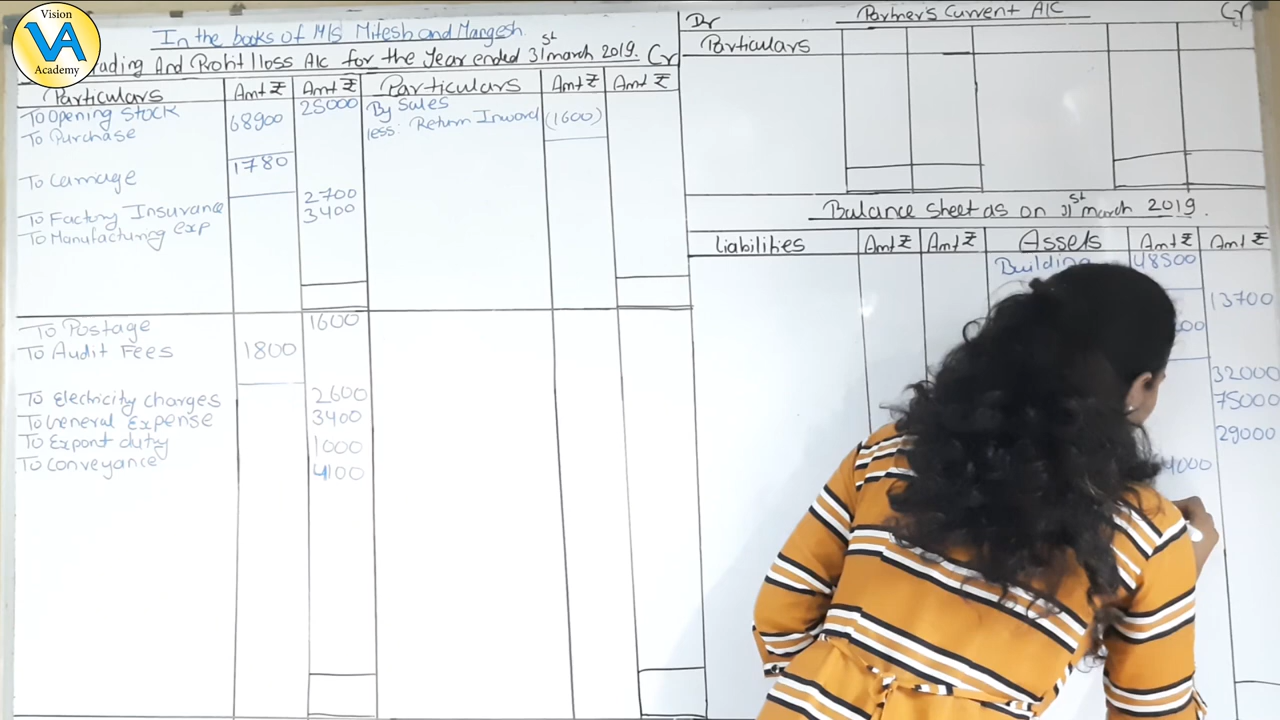 Vision
VA
Academy
In the books of M/S Mitesh and Mangesh
rading And Profit | loss A/c for the Year ended 31st march 2019. Cr
Particulars Amt ₹ Amt ₹ Particulars Amt ₹ Amt ₹
To Opening Stock 25000 By Sales
To Purchase 68900 less: Return Inward (1600)
1780
To Carriage
To Factory Insurance 2700
To Manufacturing exp 3400
To Postage 1600
To Audit Fees 1800
To Electricity charges 2600
To General Expense 3400
To Export duty 1000
To Conveyance 4100
Dr Partner's Current A/C Cr
Particulars
Balance Sheet as on 31st march 2019.
Liabilities Amt ₹ Amt ₹ Assets Amt ₹ Amt ₹
Building 48500
13700
32000
75000
29000